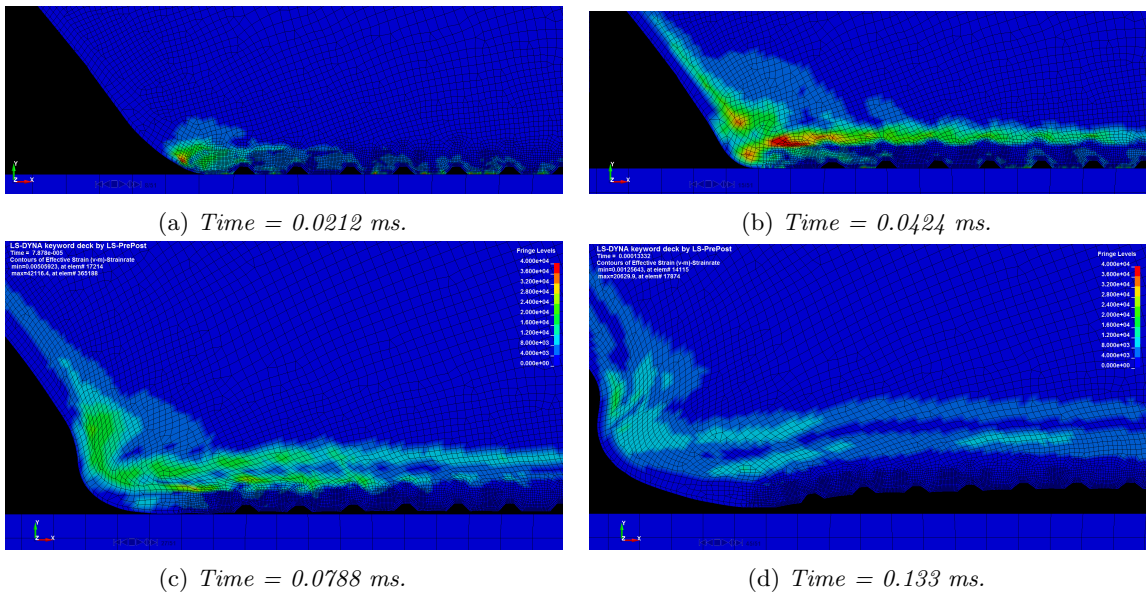 Y
Z X
Y
Z X
(a) Time = 0.0212 ms.
(b) Time = 0.0424 ms.
LS-DYNA keyword deck by LS-PrePost
Time = 7.878e-005
Contours of Effective Strain (v-m)-Strainrate
min=0.00505923, at elem# 17214
max=42116.4, at elem# 365188
Fringe Levels
4.000e+04
3.600e+04
3.200e+04
2.800e+04
2.400e+04
2.000e+04
1.600e+04
1.200e+04
8.000e+03
4.000e+03
0.000e+00
Y
Z X
LS-DYNA keyword deck by LS-PrePost
Time = 0.00013332
Contours of Effective Strain (v-m)-Strainrate
min=0.00125643, at elem# 14115
max=20629.9, at elem# 17874
Fringe Levels
4.000e+04
3.600e+04
3.200e+04
2.800e+04
2.400e+04
2.000e+04
1.600e+04
1.200e+04
8.000e+03
4.000e+03
0.000e+00
Y
Z X
(c) Time = 0.0788 ms.
(d) Time = 0.133 ms.